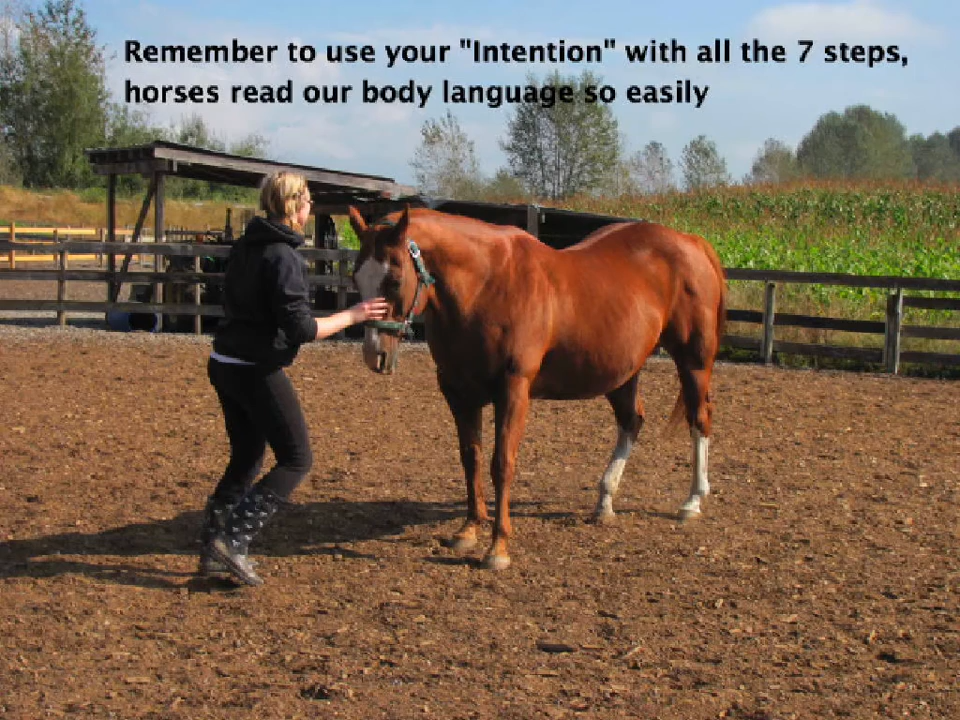 Remember to use your "Intention" with all the 7 steps,
horses read our body language so easily